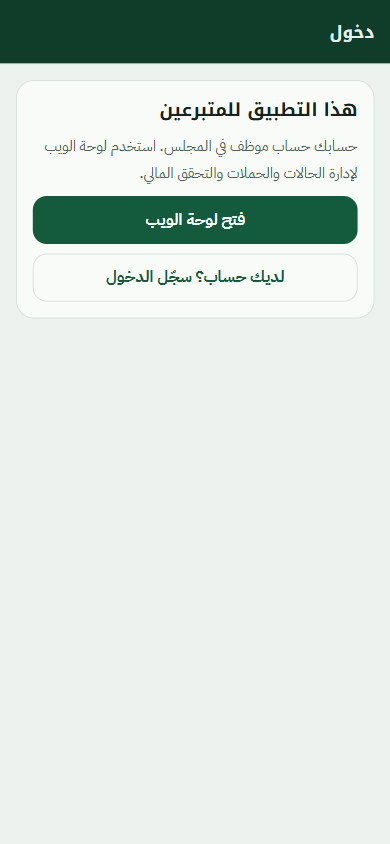 دخول
هذا التطبيق للمتبرعين
حسابك حساب موظف في المجلس. استخدم لوحة الويب
لإدارة الحالات والحملات والتحقق المالي.
فتح لوحة الويب
لديك حساب؟ سجّل الدخول